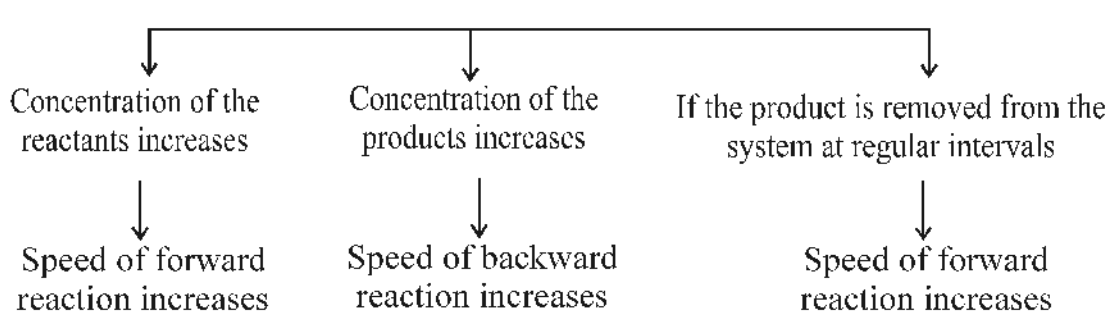 Concentration of the
reactants increases
Concentration of the
products increases
If the product is removed from the
system at regular intervals
Speed of forward
reaction increases
Speed of backward
reaction increases
Speed of forward
reaction increases